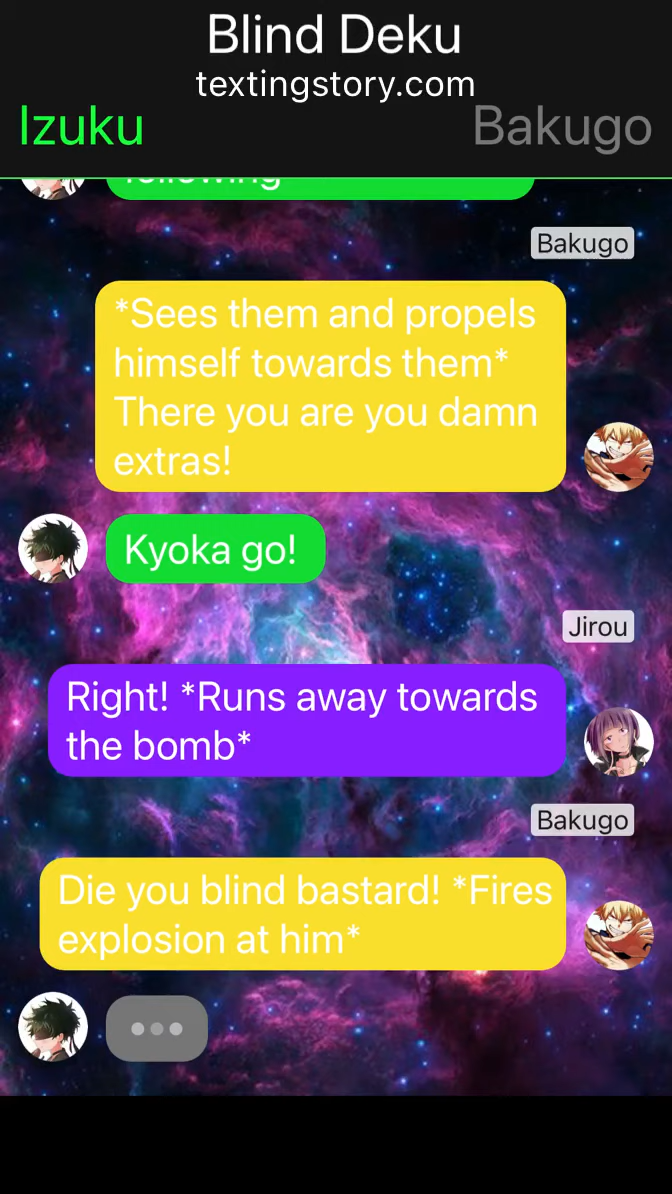 Blind Deku
textingstory.com
Izuku
Bakugo
following
Bakugo
*Sees them and propels
himself towards them*
There you are you damn
extras!
Kyoka go!
Jirou
Right! *Runs away towards
the bomb*
Bakugo
Die you blind bastard! *Fires
explosion at him*